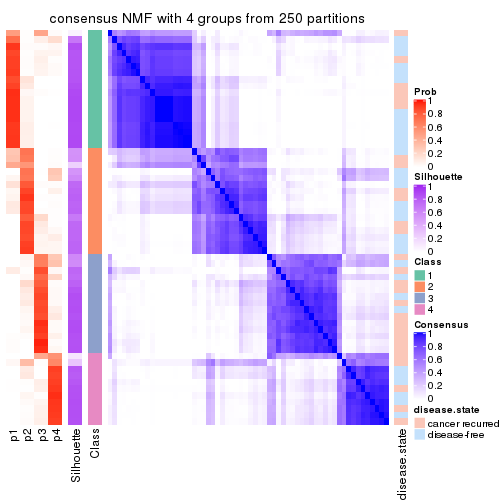 consensus NMF with 4 groups from 250 partitions
Prob
1
0.8
0.6
0.4
0.2
0
Silhouette
1
0.8
0.6
0.4
0.2
0
Class
1
2
3
4
Consensus
1
0.8
0.6
0.4
0.2
0
disease.state
cancer recurred
disease-free
p1
p2
p3
p4
Silhouette
Class
disease.state